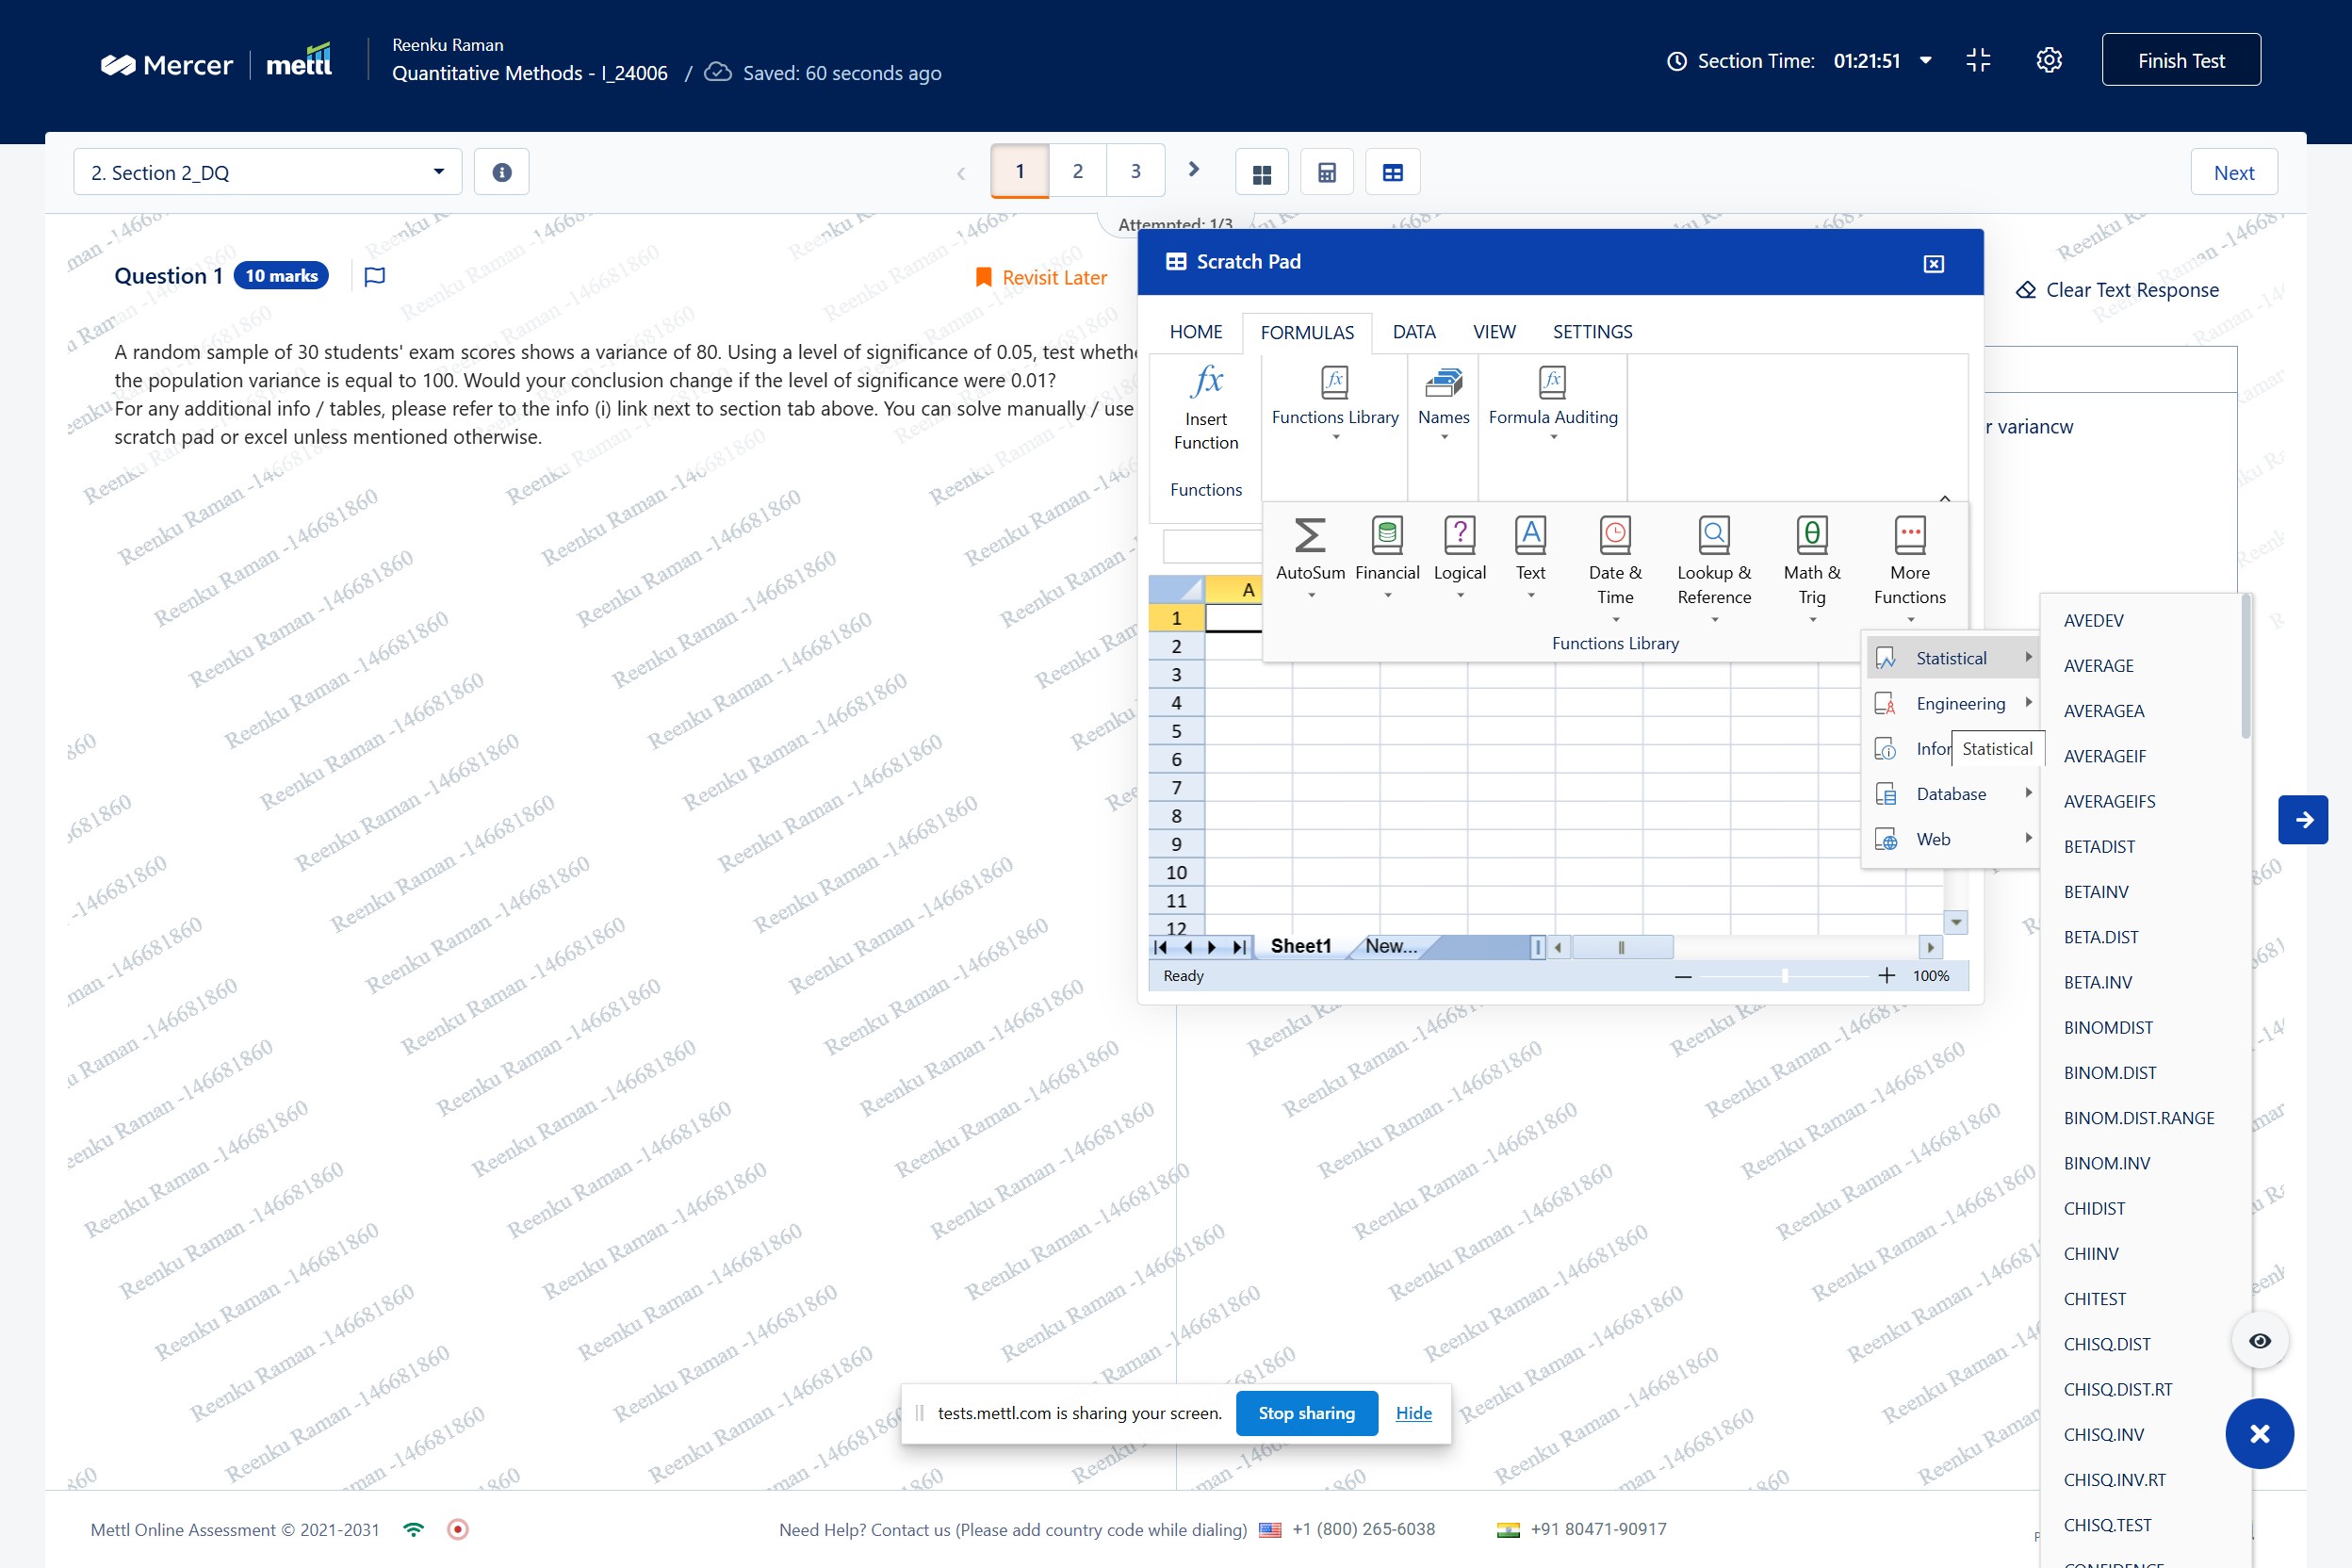 Mercer | mettl
Reenku Raman
Quantitative Methods - I_24006 / Saved: 60 seconds ago
Section Time: 01:21:51
Finish Test
2. Section 2_DQ
1 2 3
Next
Attempted: 1/3
Question 1 10 marks
Revisit Later
Clear Text Response
A random sample of 30 students' exam scores shows a variance of 80. Using a level of significance of 0.05, test
the population variance is equal to 100. Would your conclusion change if the level of significance were 0.01?
For any additional info / tables, please refer to the info (i) link next to section tab above. You can solve manually / use
scratch pad or excel unless mentioned otherwise.
variancw
Scratch Pad
HOME FORMULAS DATA VIEW SETTINGS
fx
Insert
Function
Functions
Functions Library
Names
Formula Auditing
AutoSum
Financial
Logical
Text
Date &
Time
Lookup &
Reference
Math &
Trig
More
Functions
Functions Library
A
1
2
3
4
5
6
7
8
9
10
11
12
Sheet1 New...
Ready
100%
Statistical
Engineering
Statistical
Database
Web
AVEDEV
AVERAGE
AVERAGEA
AVERAGEIF
AVERAGEIFS
BETADIST
BETAINV
BETA.DIST
BETA.INV
BINOMDIST
BINOM.DIST
BINOM.DIST.RANGE
BINOM.INV
CHIDIST
CHIINV
CHITEST
CHISQ.DIST
CHISQ.DIST.RT
CHISQ.INV
CHISQ.INV.RT
CHISQ.TEST
Reenku Raman -146681860
tests.mettl.com is sharing your screen. Stop sharing Hide
Mettl Online Assessment © 2021-2031
Need Help? Contact us (Please add country code while dialing) +1 (800) 265-6038 +91 80471-90917